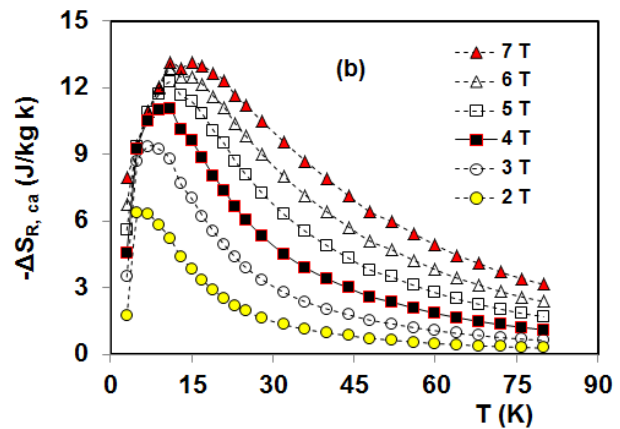 (b)
7 T
6 T
5 T
4 T
3 T
2 T
15
12
9
6
3
0
-ΔS_R, ca (J/kg k)
0 15 30 45 60 75 90
T (K)